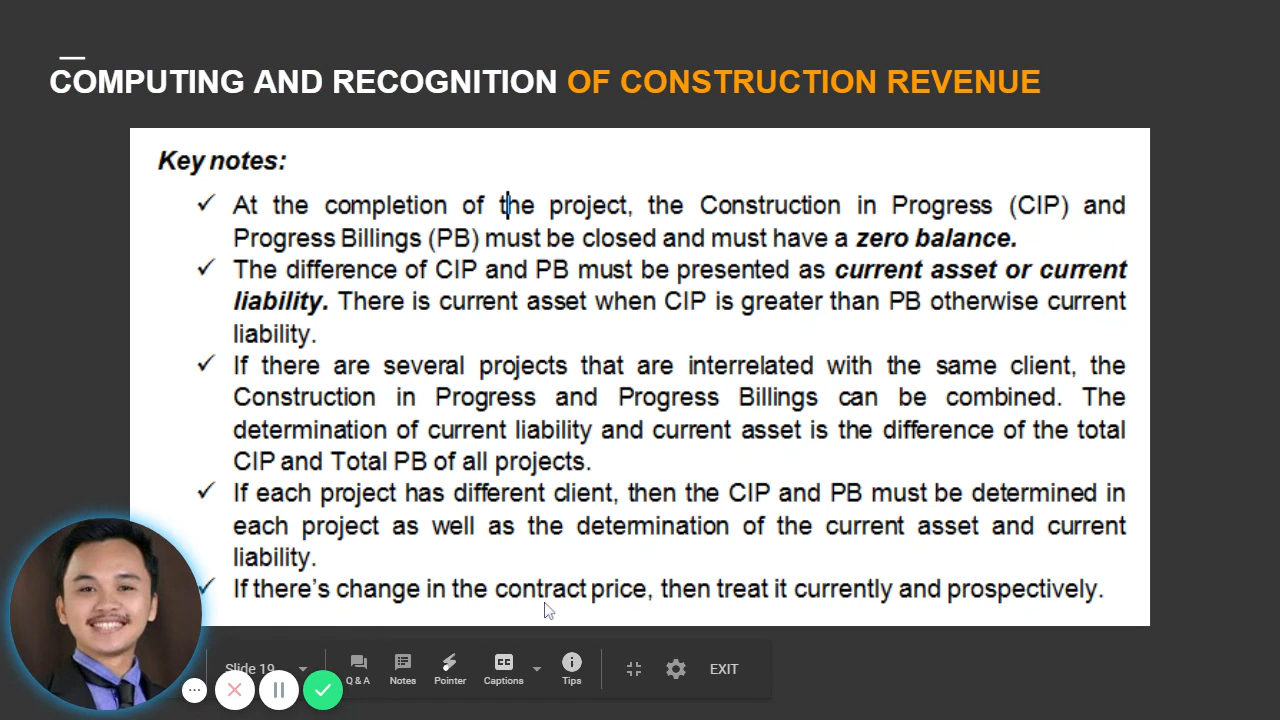 COMPUTING AND RECOGNITION OF CONSTRUCTION REVENUE
Key notes:
✓ At the completion of the project, the Construction in Progress (CIP) and
Progress Billings (PB) must be closed and must have a zero balance.
✓ The difference of CIP and PB must be presented as current asset or current
liability. There is current asset when CIP is greater than PB otherwise current
liability.
✓ If there are several projects that are interrelated with the same client, the
Construction in Progress and Progress Billings can be combined. The
determination of current liability and current asset is the difference of the total
CIP and Total PB of all projects.
✓ If each project has different client, then the CIP and PB must be determined in
each project as well as the determination of the current asset and current
liability.
✓ If there's change in the contract price, then treat it currently and prospectively.
Slide 19
Q & A
Notes
Pointer
CC
Captions
Tips
EXIT